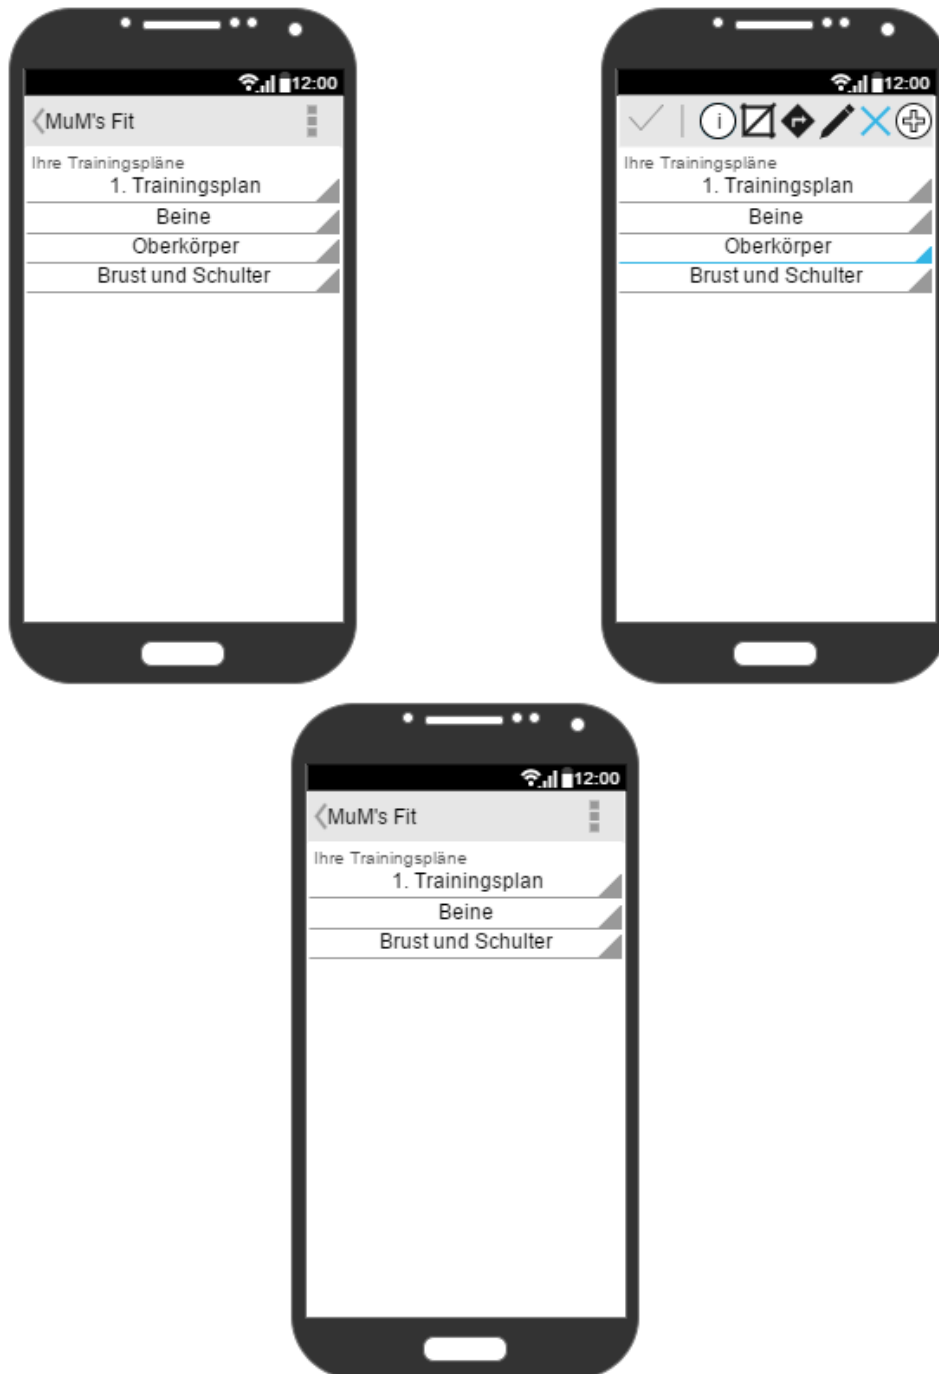 12:00
MuM's Fit
Ihre Trainingspläne
1. Trainingsplan
Beine
Oberkörper
Brust und Schulter
12:00
i
Ihre Trainingspläne
1. Trainingsplan
Beine
Oberkörper
Brust und Schulter
12:00
MuM's Fit
Ihre Trainingspläne
1. Trainingsplan
Beine
Brust und Schulter